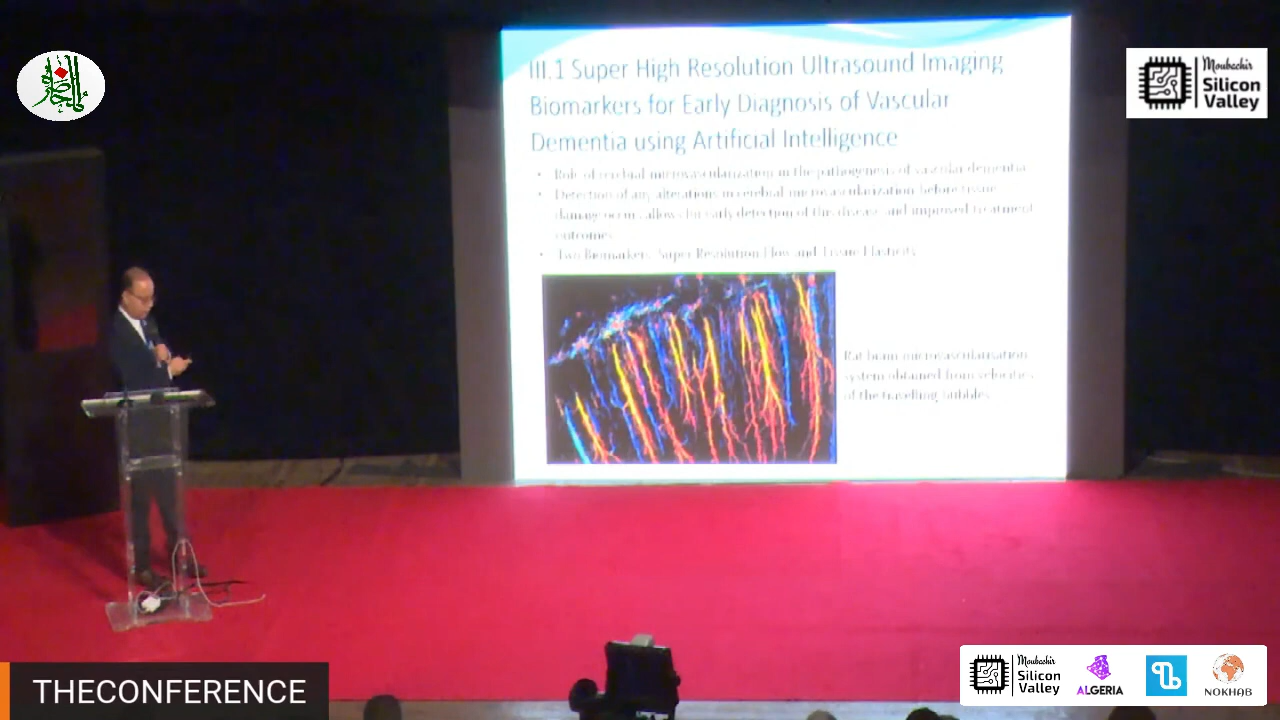 III.1 Super High Resolution Ultrasound Imaging
Biomarkers for Early Diagnosis of Vascular
Dementia using Artificial Intelligence
• Role of cerebral microvascularization in the pathogenesis of vascular dementia
• Detection of any alterations in cerebral microvascularization before tissue
damage occurs allows for early detection of this disease and improved treatment
outcomes
• Two Biomarkers: Super Resolution Flow and Tissue Elasticity
Rat brain microvascularisation
system obtained from velocities
of the travelling bubbles
Moubachir
Silicon
Valley
THECONFERENCE
Moubachir
Silicon
Valley
ALGERIA
NOKHAB